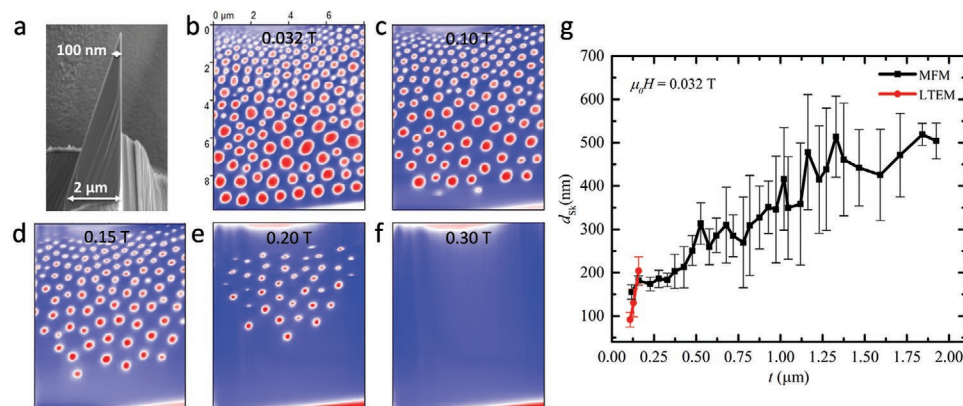 a
100 nm
2 μm
b
0 μm 2 4 6
0
2
4
6
8
0.032 T
c
0.10 T
d
0.15 T
e
0.20 T
f
0.30 T
g
700
600
500
400
300
200
100
d_Sk(nm)
μ₀H = 0.032 T
MFM
LTEM
0.00 0.25 0.50 0.75 1.00 1.25 1.50 1.75 2.00
t (μm)